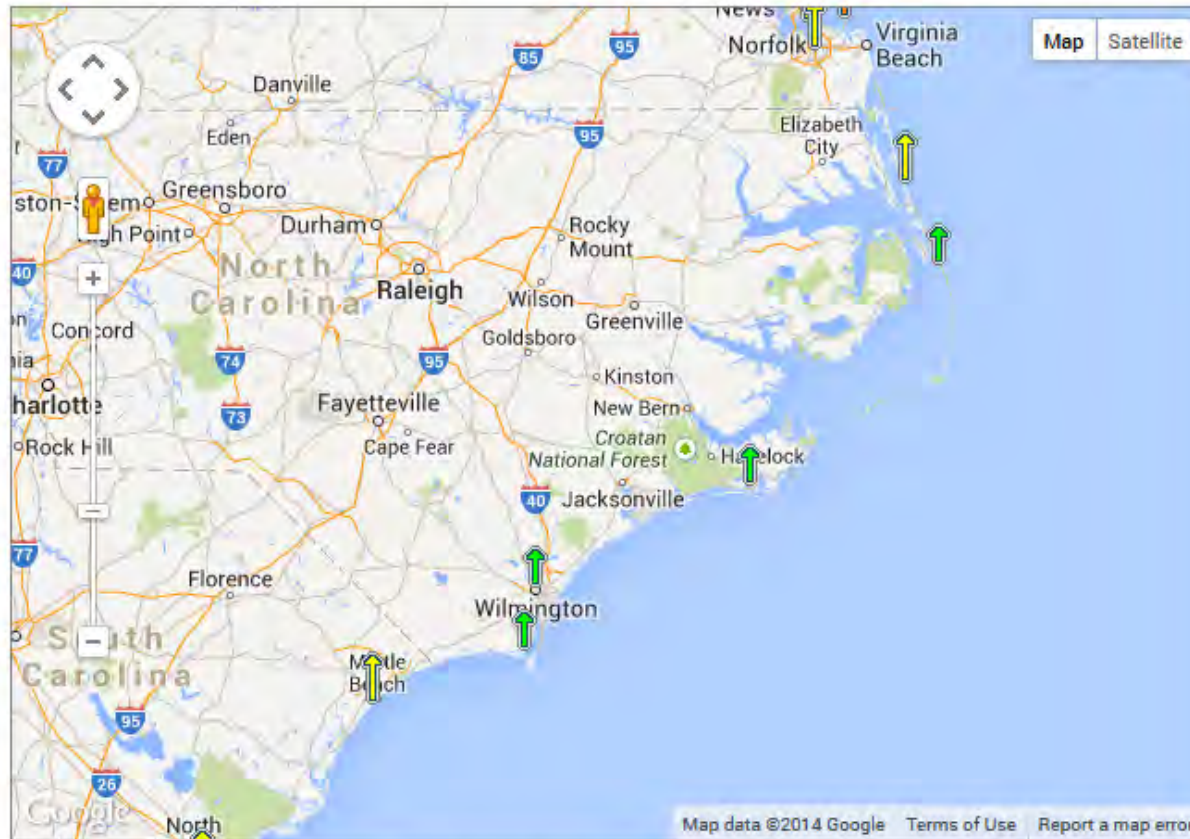 News
Norfolk
Virginia
Beach
Map
Satellite
85
95
Danville
Eden
95
Elizabeth
City
77
Greensboro
High Point
Durham
Rocky
Mount
40
North
Carolina
Raleigh
Wilson
Greenville
Concord
Goldsboro
74
95
Kinston
73
Fayetteville
New Bern
Rock Hill
Cape Fear
Croatan
National Forest
40
Jacksonville
77
Florence
Wilmington
South
Carolina
Myrtle
Beach
95
26
Google
North
Map data ©2014 Google
Terms of Use
Report a map error